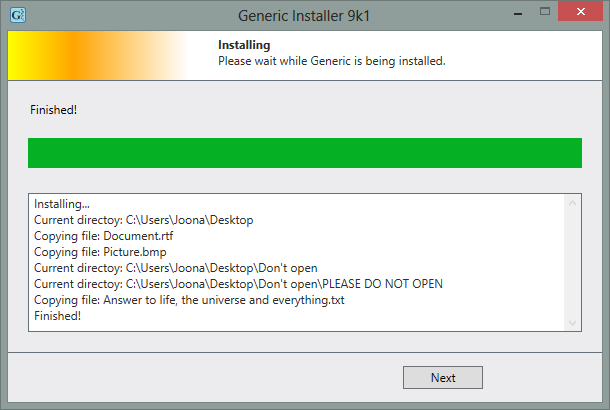 Generic Installer 9k1
Installing
Please wait while Generic is being installed.
Finished!
Installing...
Current directoy: C:\Users\Joona\Desktop
Copying file: Document.rtf
Copying file: Picture.bmp
Current directoy: C:\Users\Joona\Desktop\Don't open
Current directoy: C:\Users\Joona\Desktop\Don't open\PLEASE DO NOT OPEN
Copying file: Answer to life, the universe and everything.txt
Finished!
Next